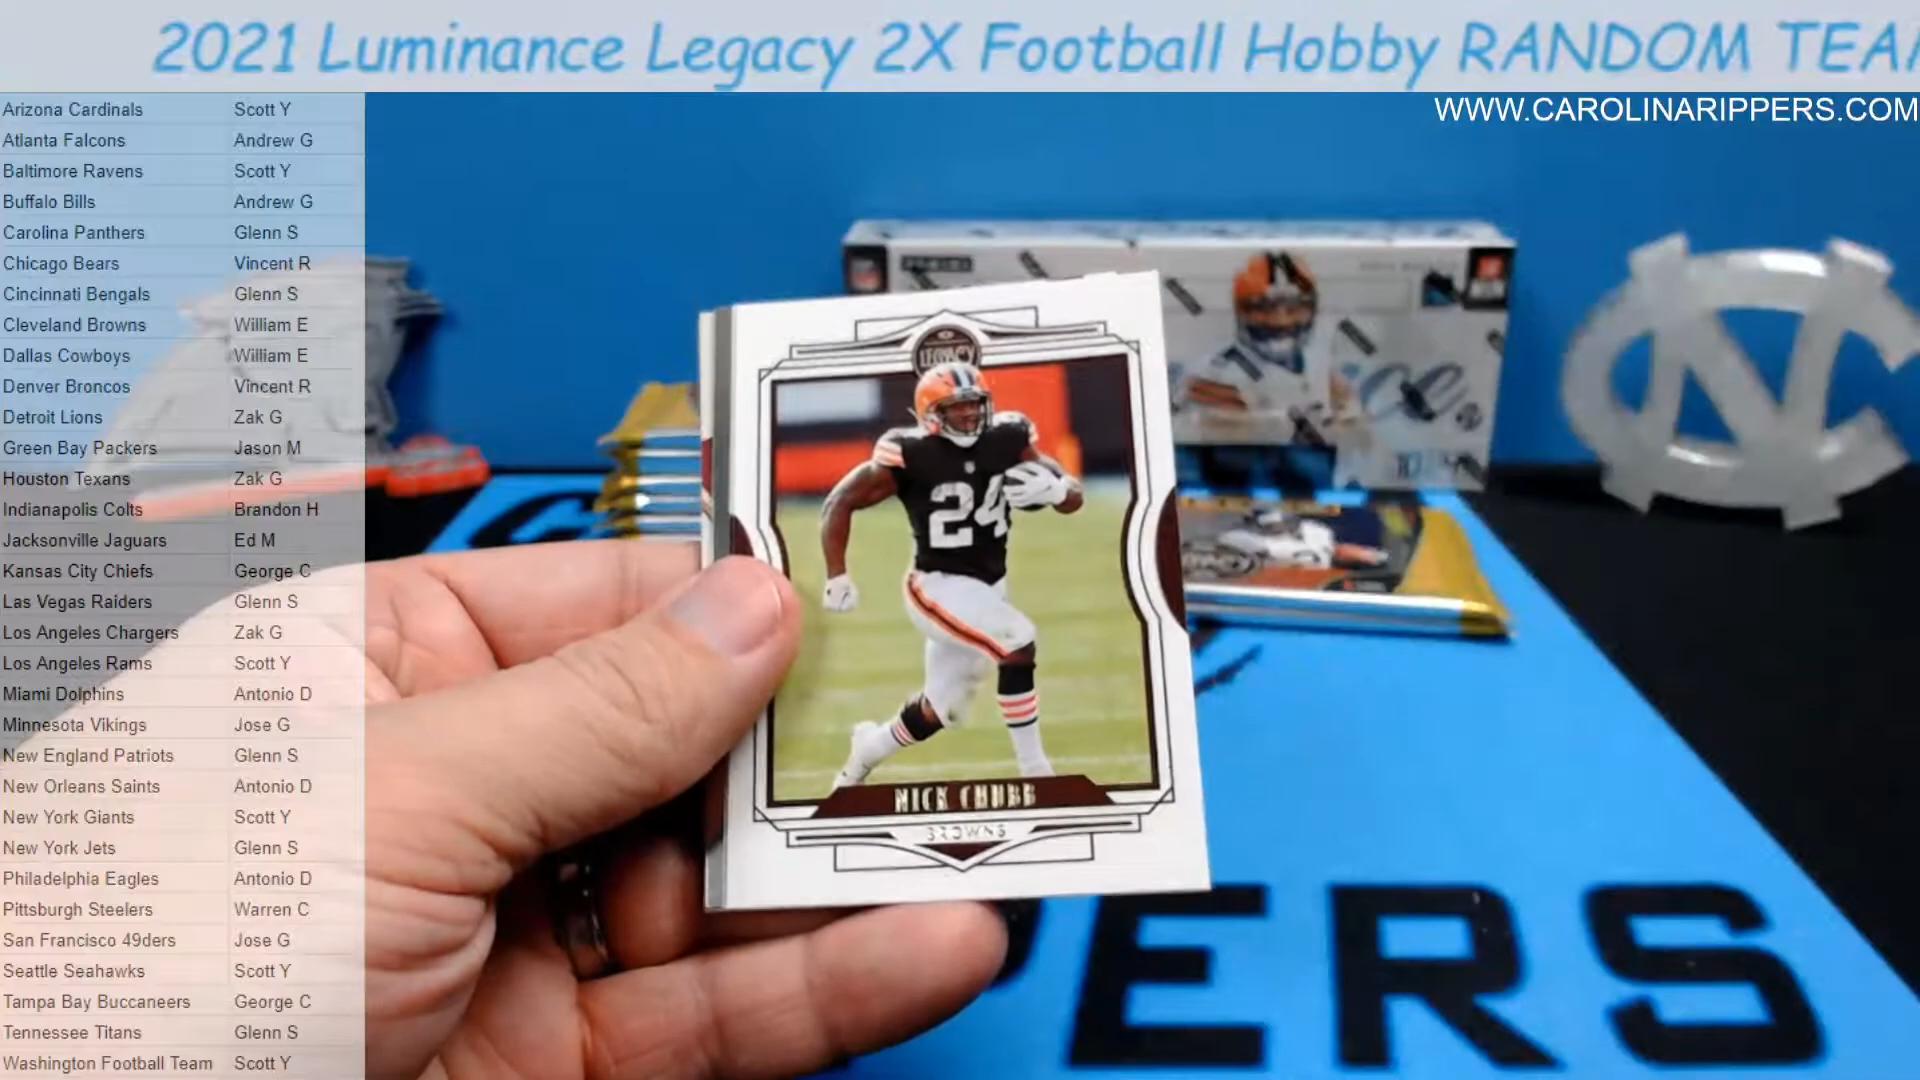 2021 Luminance Legacy 2X Football Hobby RANDOM TEA
WWW.CAROLINARIPPERS.COM
Arizona Cardinals Scott Y
Atlanta Falcons Andrew G
Baltimore Ravens Scott Y
Buffalo Bills Andrew G
Carolina Panthers Glenn S
Chicago Bears Vincent R
Cincinnati Bengals Glenn S
Cleveland Browns William E
Dallas Cowboys William E
Denver Broncos Vincent R
Detroit Lions Zak G
Green Bay Packers Jason M
Houston Texans Zak G
Indianapolis Colts Brandon H
Jacksonville Jaguars Ed M
Kansas City Chiefs George C
Las Vegas Raiders Glenn S
Los Angeles Chargers Zak G
Los Angeles Rams Scott Y
Miami Dolphins Antonio D
Minnesota Vikings Jose G
New England Patriots Glenn S
New Orleans Saints Antonio D
New York Giants Scott Y
New York Jets Glenn S
Philadelphia Eagles Antonio D
Pittsburgh Steelers Warren C
San Francisco 49ders Jose G
Seattle Seahawks Scott Y
Tampa Bay Buccaneers George C
Tennessee Titans Glenn S
Washington Football Team Scott Y
LEGACY
24
NICK CHUBB
BROWNS
PERS
NC